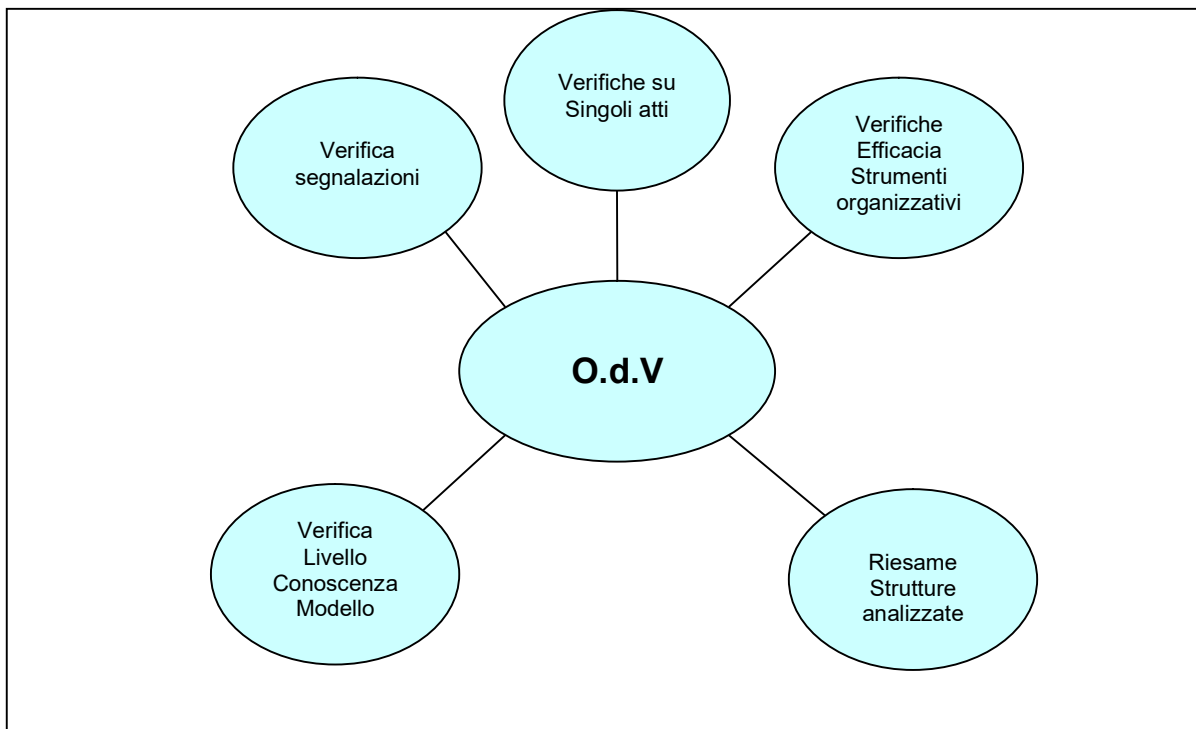 Verifiche su
Singoli atti
Verifica
segnalazioni
Verifiche
Efficacia
Strumenti
organizzativi
O.d.V
Verifica
Livello
Conoscenza
Modello
Riesame
Strutture
analizzate